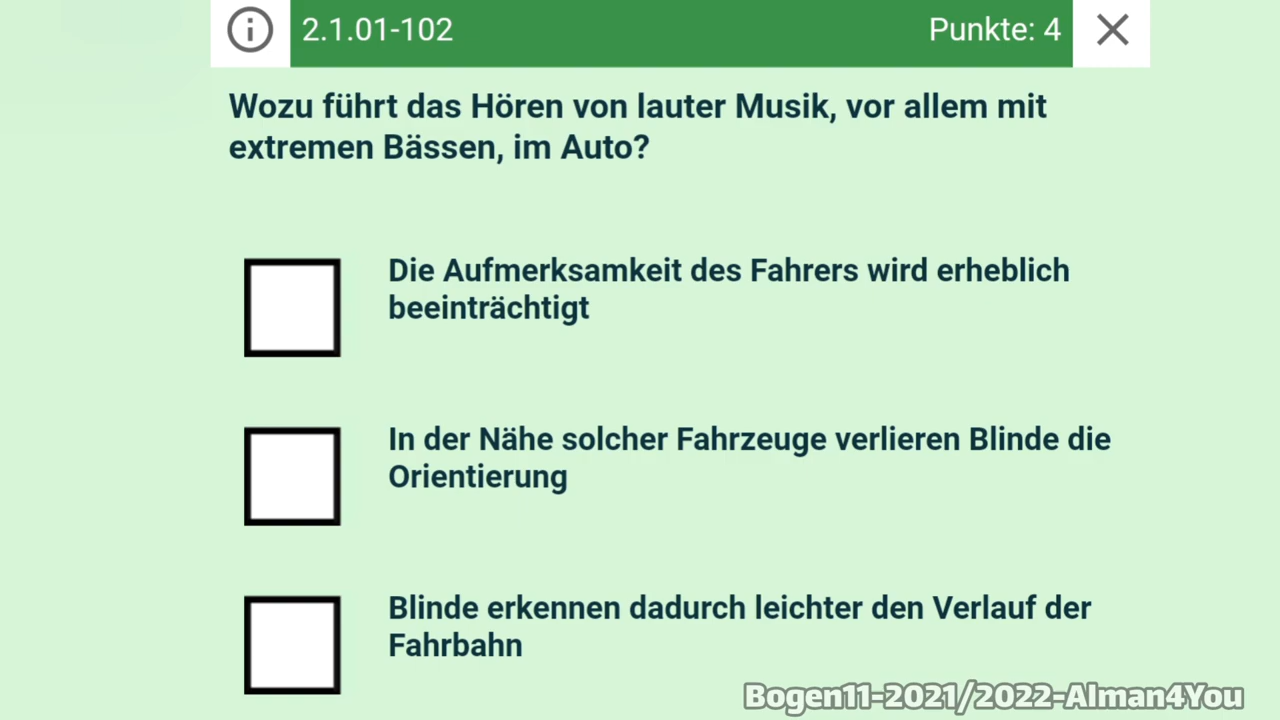 2.1.01-102 Punkte: 4
Wozu führt das Hören von lauter Musik, vor allem mit
extremen Bässen, im Auto?
Die Aufmerksamkeit des Fahrers wird erheblich
beeinträchtigt
In der Nähe solcher Fahrzeuge verlieren Blinde die
Orientierung
Blinde erkennen dadurch leichter den Verlauf der
Fahrbahn
Bogen11-2021/2022-Alman4You